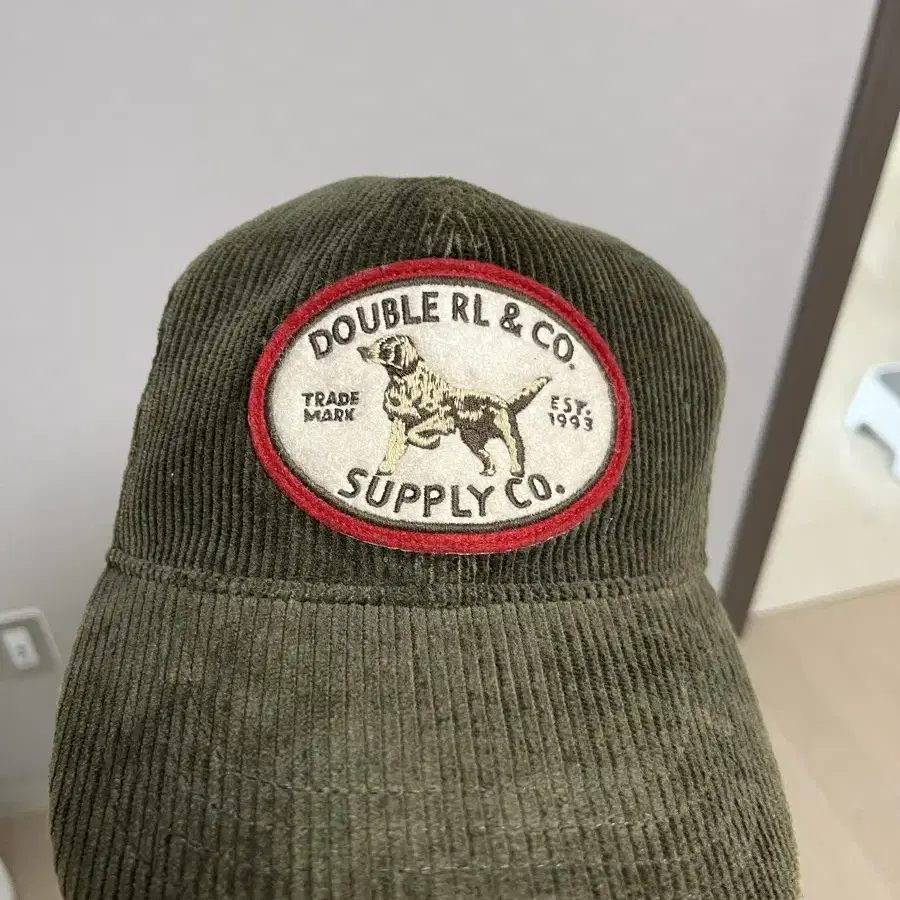 DOUBLE RL & CO.
TRADE MARK
EST. 1993
SUPPLY CO.